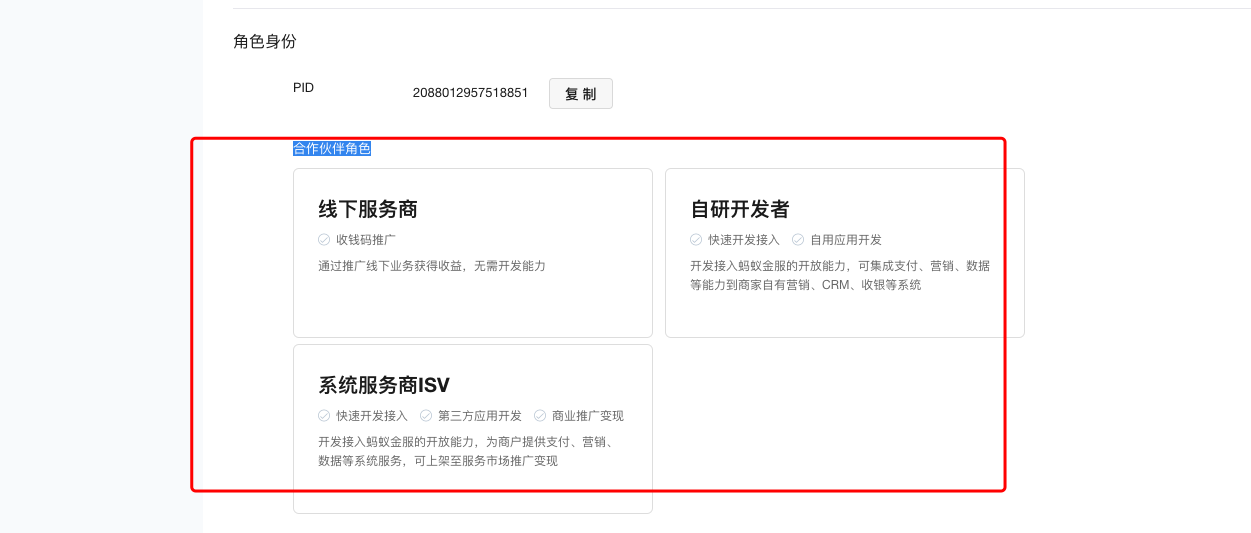 角色身份
PID 2088012957518851 复 制
合作伙伴角色
线下服务商
收钱码推广
通过推广线下业务获得收益，无需开发能力
自研开发者
快速开发接入 自用应用开发
开发接入蚂蚁金服的开放能力，可集成支付、营销、数据
等能力到商家自有营销、CRM、收银等系统
系统服务商ISV
快速开发接入 第三方应用开发 商业推广变现
开发接入蚂蚁金服的开放能力，为商户提供支付、营销、
数据等系统服务，可上架至服务市场推广变现